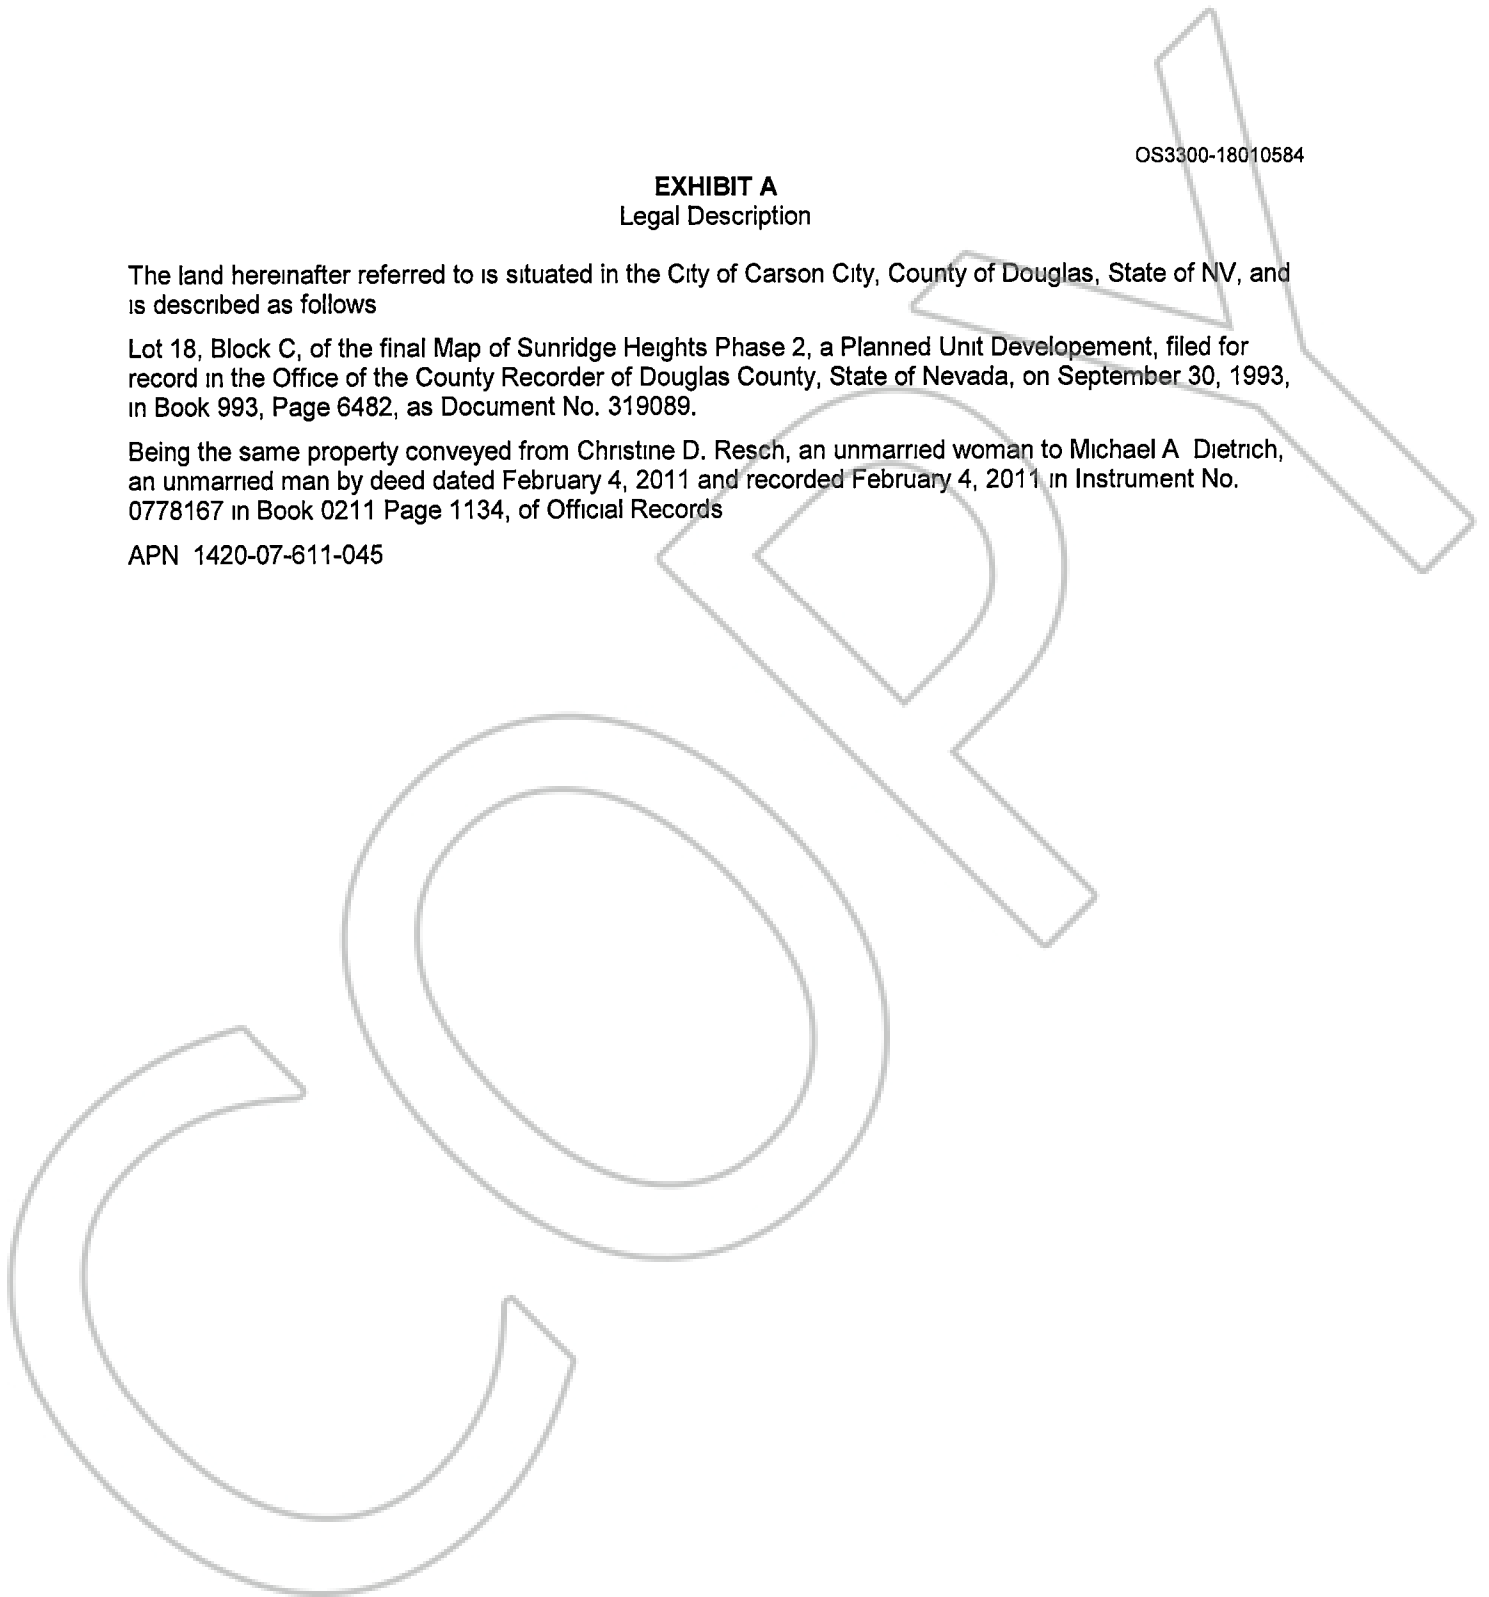 OS3300-18010584
EXHIBIT A
Legal Description
The land hereinafter referred to is situated in the City of Carson City, County of Douglas, State of NV, and
is described as follows
Lot 18, Block C, of the final Map of Sunridge Heights Phase 2, a Planned Unit Developement, filed for
record in the Office of the County Recorder of Douglas County, State of Nevada, on September 30, 1993,
in Book 993, Page 6482, as Document No. 319089.
Being the same property conveyed from Christine D. Resch, an unmarried woman to Michael A Dietrich,
an unmarried man by deed dated February 4, 2011 and recorded February 4, 2011 in Instrument No.
0778167 in Book 0211 Page 1134, of Official Records
APN 1420-07-611-045
COPY